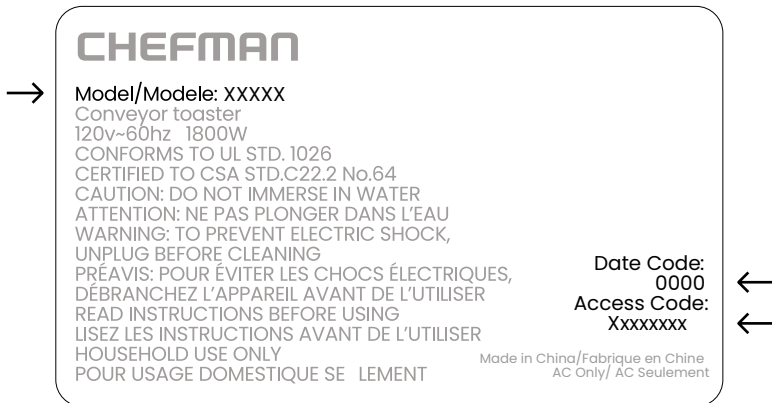 CHEFMAN
Model/Modele: XXXXX
Conveyor toaster
120v~60hz 1800W
CONFORMS TO UL STD. 1026
CERTIFIED TO CSA STD.C22.2 No.64
CAUTION: DO NOT IMMERSE IN WATER
ATTENTION: NE PAS PLONGER DANS L'EAU
WARNING: TO PREVENT ELECTRIC SHOCK,
UNPLUG BEFORE CLEANING
PRÉAVIS: POUR ÉVITER LES CHOCS ÉLECTRIQUES,
DÉBRANCHEZ L'APPAREIL AVANT DE L'UTILISER
READ INSTRUCTIONS BEFORE USING
LISEZ LES INSTRUCTIONS AVANT DE L'UTILISER
HOUSEHOLD USE ONLY
POUR USAGE DOMESTIQUE SE LEMENT
Date Code:
0000
Access Code:
Xxxxxxxx
Made in China/Fabrique en Chine
AC Only/ AC Seulement